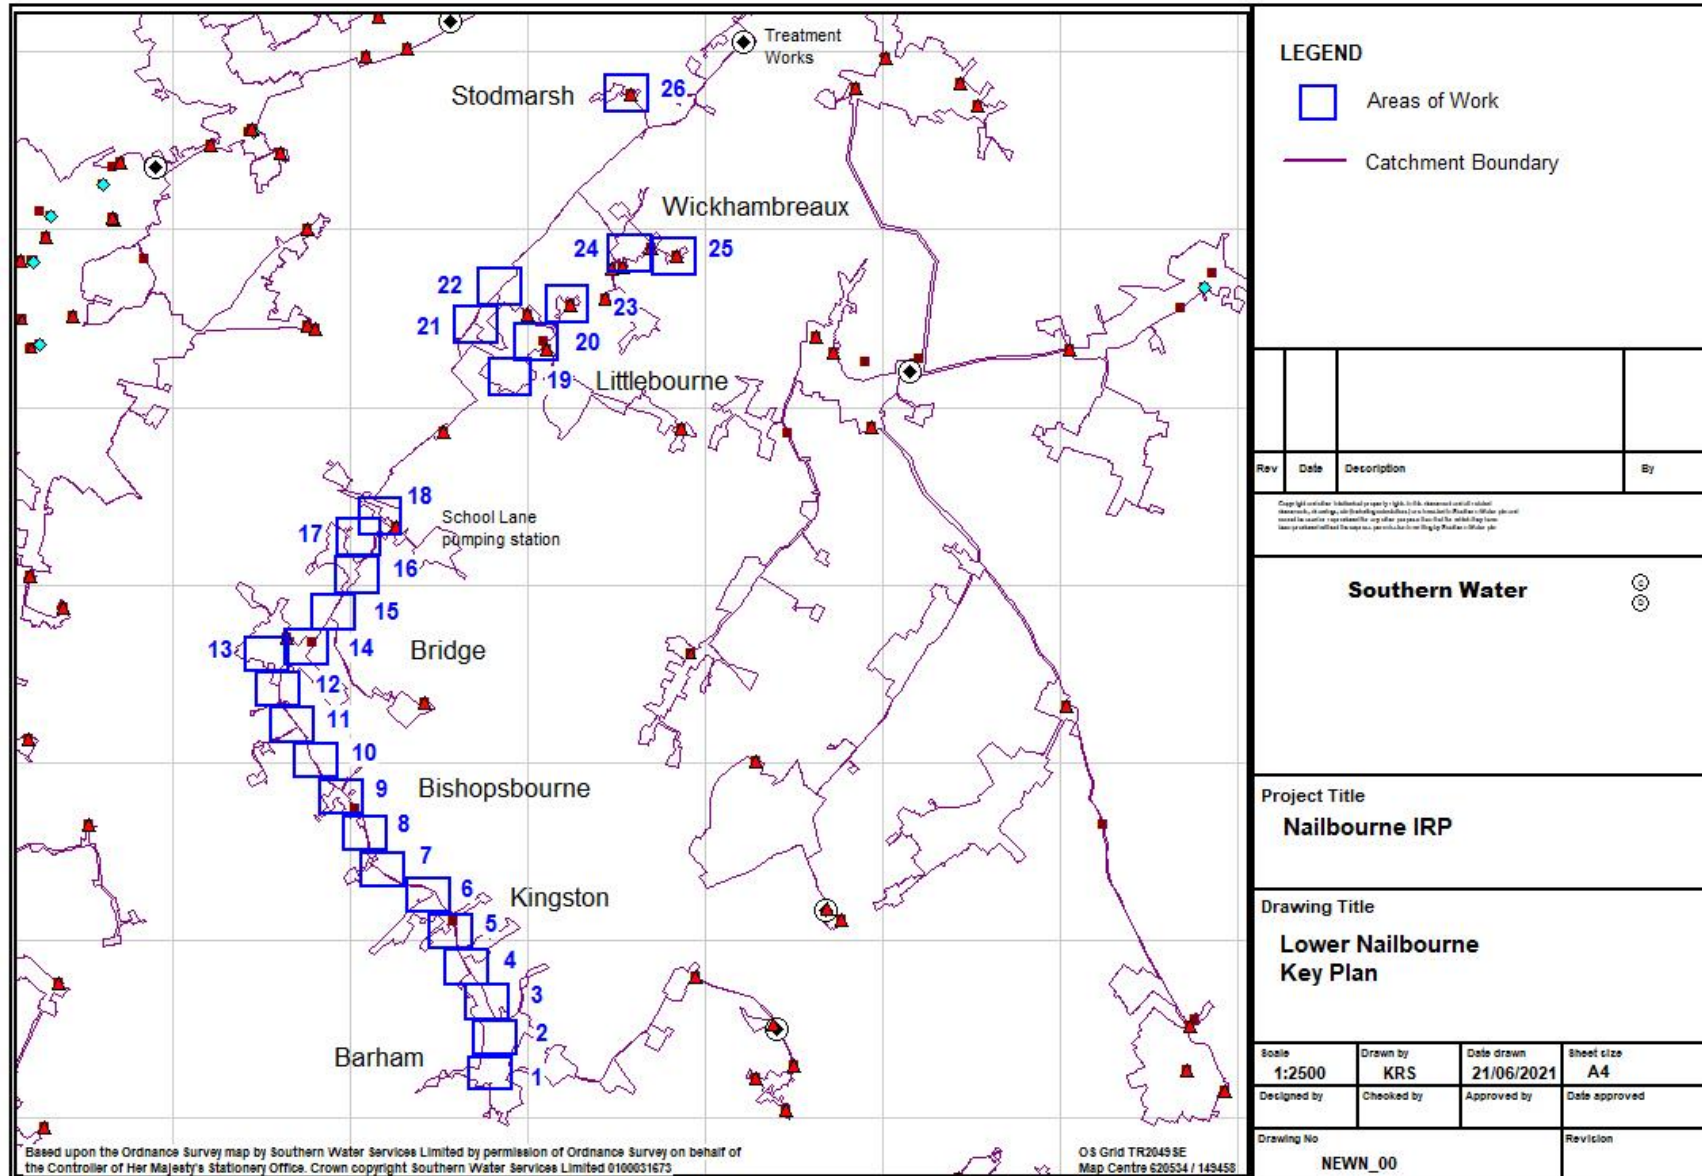 Treatment
Works
Stodmarsh
26
Wickhambreaux
24
25
22
23
21
20
19
Littlebourne
18
School Lane
pumping station
17
16
15
13
14
Bridge
12
11
10
9
Bishopsbourne
8
7
6
Kingston
5
4
3
2
Barham
1
Based upon the Ordnance Survey map by Southern Water Services Limited by permission of Ordnance Survey on behalf of
the Controller of Her Majesty's Stationery Office. Crown copyright Southern Water Services Limited 0100031673
OS Grid TR2049SE
Map Centre 620534 / 149458
LEGEND
Areas of Work
Catchment Boundary
Rev Date Description By
Southern Water
Project Title
Nailbourne IRP
Drawing Title
Lower Nailbourne
Key Plan
Scale Drawn by Date drawn Sheet size
1:2500 KRS 21/06/2021 A4
Designed by Checked by Approved by Date approved
Drawing No Revision
NEWN_00